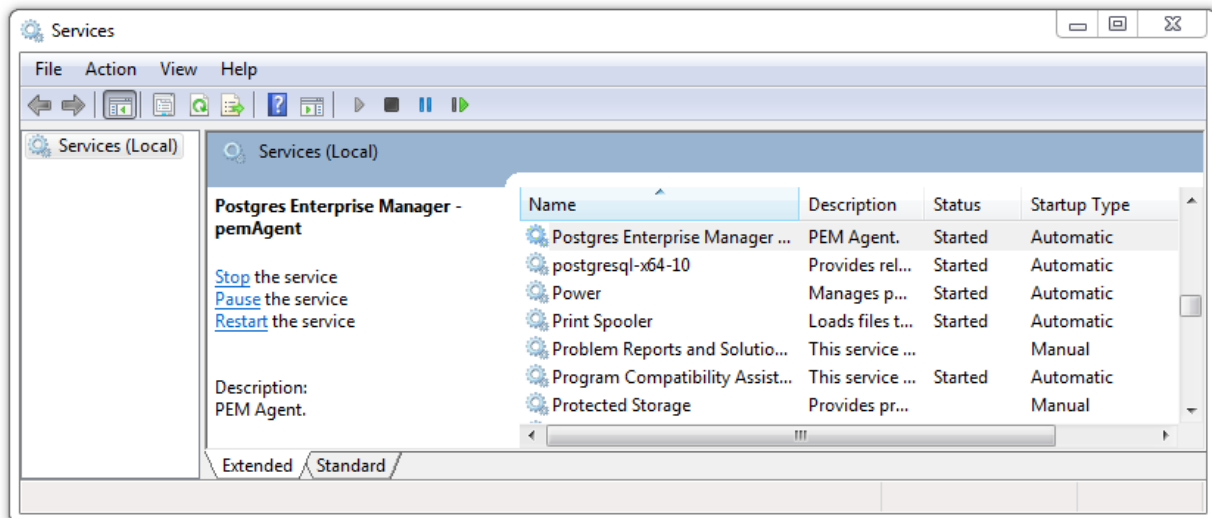 Services
File Action View Help
Services (Local)
Services (Local)
Postgres Enterprise Manager -
pemAgent
Stop the service
Pause the service
Restart the service
Description:
PEM Agent.
Name Description Status Startup Type
Postgres Enterprise Manager ... PEM Agent. Started Automatic
postgresql-x64-10 Provides rel... Started Automatic
Power Manages p... Started Automatic
Print Spooler Loads files t... Started Automatic
Problem Reports and Solutio... This service ... Manual
Program Compatibility Assist... This service ... Started Automatic
Protected Storage Provides pr... Manual
Extended Standard